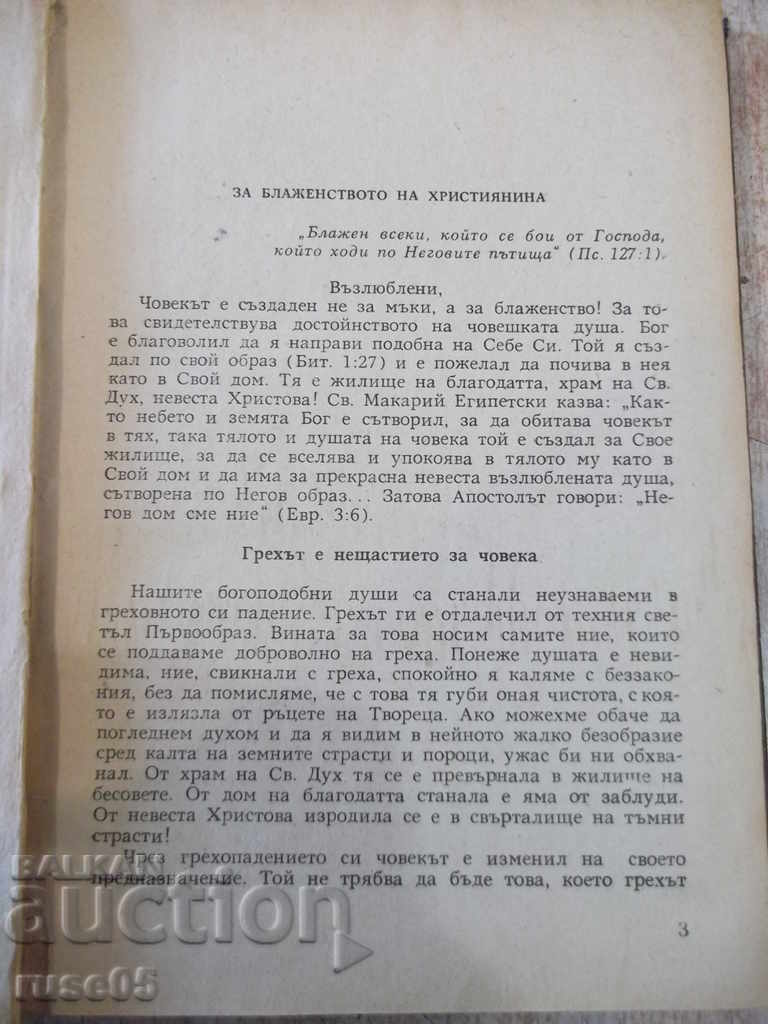 ЗА БЛАЖЕНСТВОТО НА ХРИСТИЯНИНА
„Блажен всеки, който се бои от Господа,
който ходи по Неговите пътища“ (Пс. 127:1).
Възлюблени,
Човекът е създаден не за мъки, а за блаженство! За то-
ва свидетелствува достойнството на човешката душа. Бог
е благоволил да я направи подобна на Себе Си. Той я съз-
дал по свой образ (Бит. 1:27) и е пожелал да почива в нея
като в Свой дом. Тя е жилище на благодатта, храм на Св.
Дух, невеста Христова! Св. Макарий Египетски казва: „Как-
то небето и земята Бог е сътворил, за да обитава човекът
в тях, така тялото и душата на човека той е създал за Свое
жилище, за да се вселява и упокоява в тялото му като в
Свой дом и да има за прекрасна невеста възлюблената душа,
сътворена по Негов образ... Затова Апостолът говори: „Не-
гов дом сме ние“ (Евр. 3:6).
Грехът е нещастието за човека
Нашите богоподобни души са станали неузнаваеми в
греховното си падение. Грехът ги е отдалечил от техния све-
тъл Първообраз. Вината за това носим самите ние, които
се поддаваме доброволно на греха. Понеже душата е неви-
дима, ние, свикнали с греха, спокойно я каляме с беззако-
ния, без да помисляме, че с това тя губи оная чистота, с коя-
то е излязла от ръцете на Твореца. Ако можехме обаче да
погледнем духом и да я видим в нейното жалко безобразие
сред калта на земните страсти и пороци, ужас би ни обхва-
нал. От храм на Св. Дух тя се е превърнала в жилище на
бесовете. От дом на благодатта станала е яма от заблуди.
От невеста Христова изродила се е в свърталище на тъмни
страсти!
Чрез грехопадението си човекът е изменил на своето
предназначение. Той не трябва да бъде това, което грехът
3
BALKAN
auction
ruse05